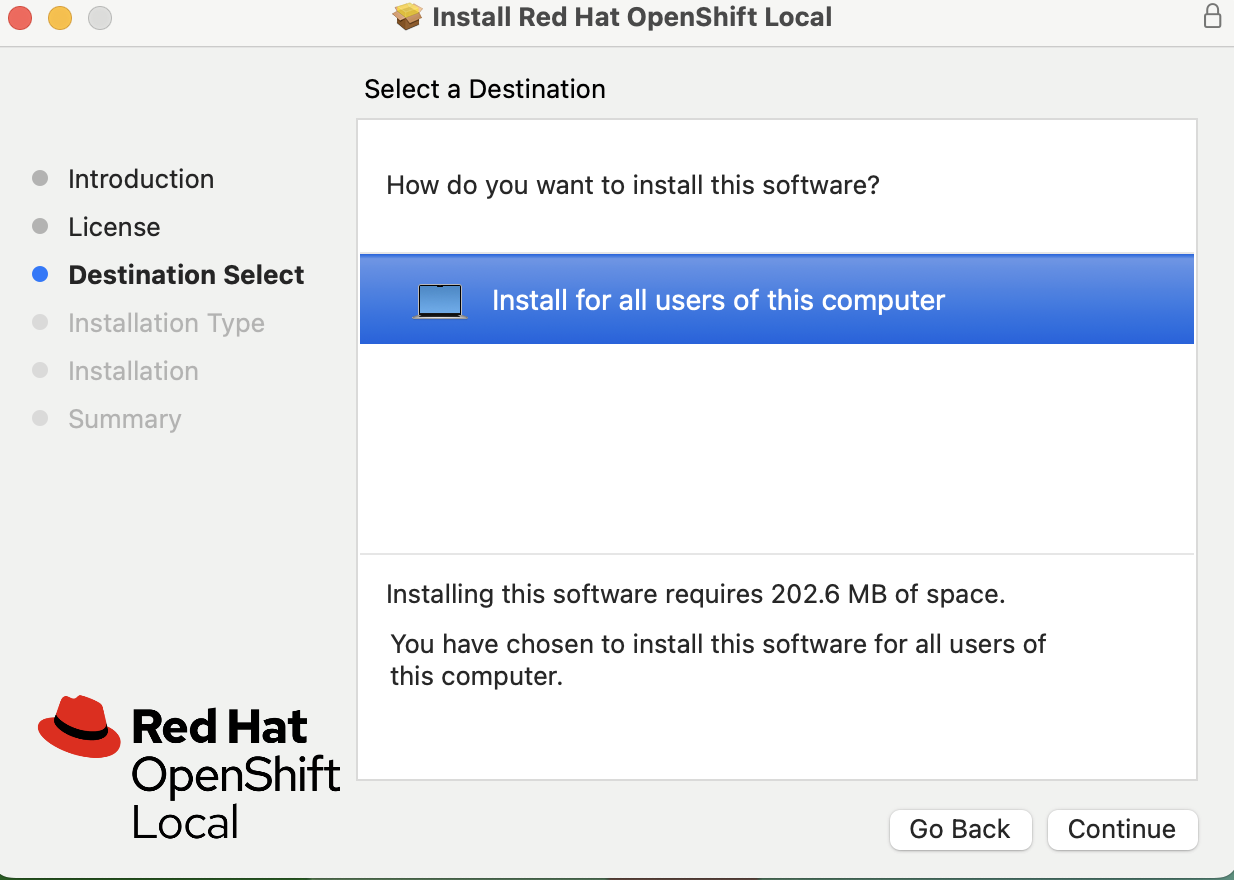 Install Red Hat OpenShift Local
Select a Destination
Introduction
License
Destination Select
Installation Type
Installation
Summary
How do you want to install this software?
Install for all users of this computer
Installing this software requires 202.6 MB of space.
You have chosen to install this software for all users of
this computer.
Red Hat
OpenShift
Local
Go Back
Continue